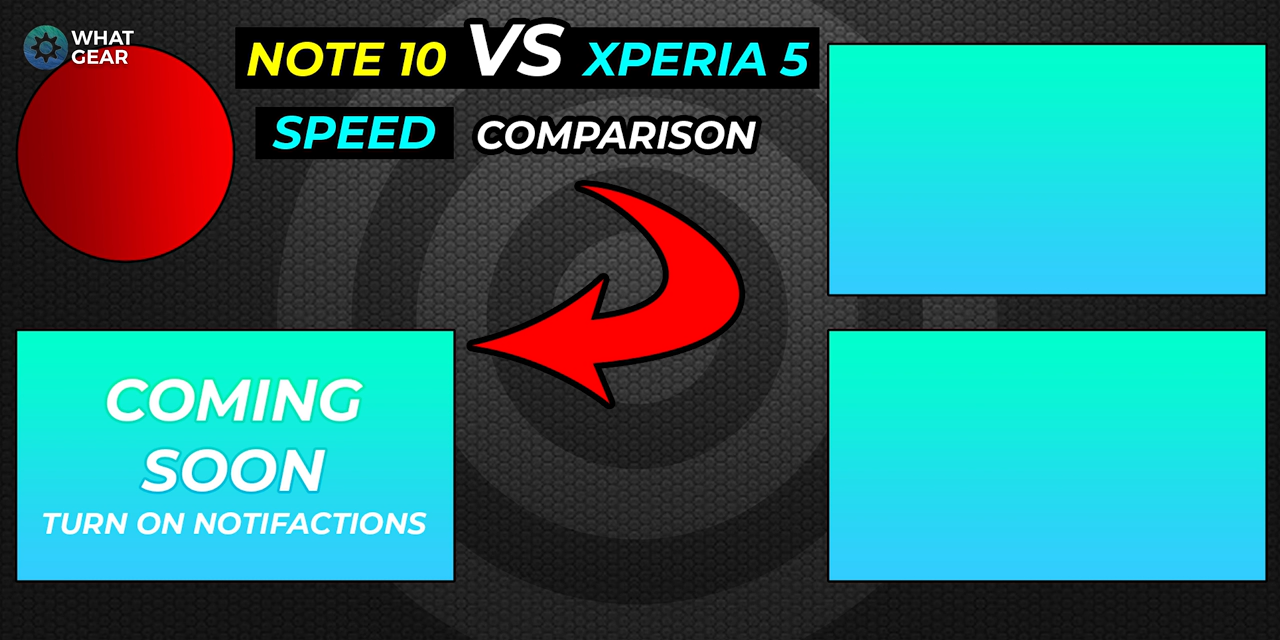 WHAT
GEAR
NOTE 10 VS XPERIA 5
SPEED COMPARISON
COMING
SOON
TURN ON NOTIFACTIONS